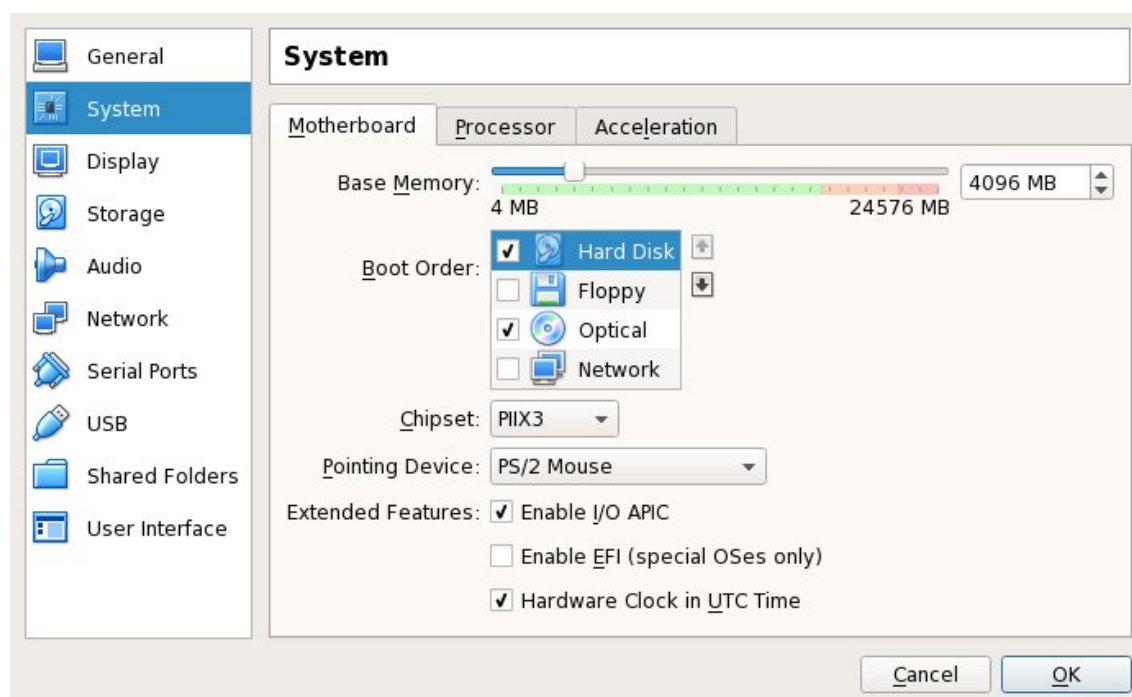 General
System
Display
Storage
Audio
Network
Serial Ports
USB
Shared Folders
User Interface
System
Motherboard Processor Acceleration
Base Memory: 4096 MB
4 MB 24576 MB
Boot Order: Hard Disk
Floppy
Optical
Network
Chipset: PIIX3
Pointing Device: PS/2 Mouse
Extended Features: Enable I/O APIC
Enable EFI (special OSes only)
Hardware Clock in UTC Time
Cancel OK